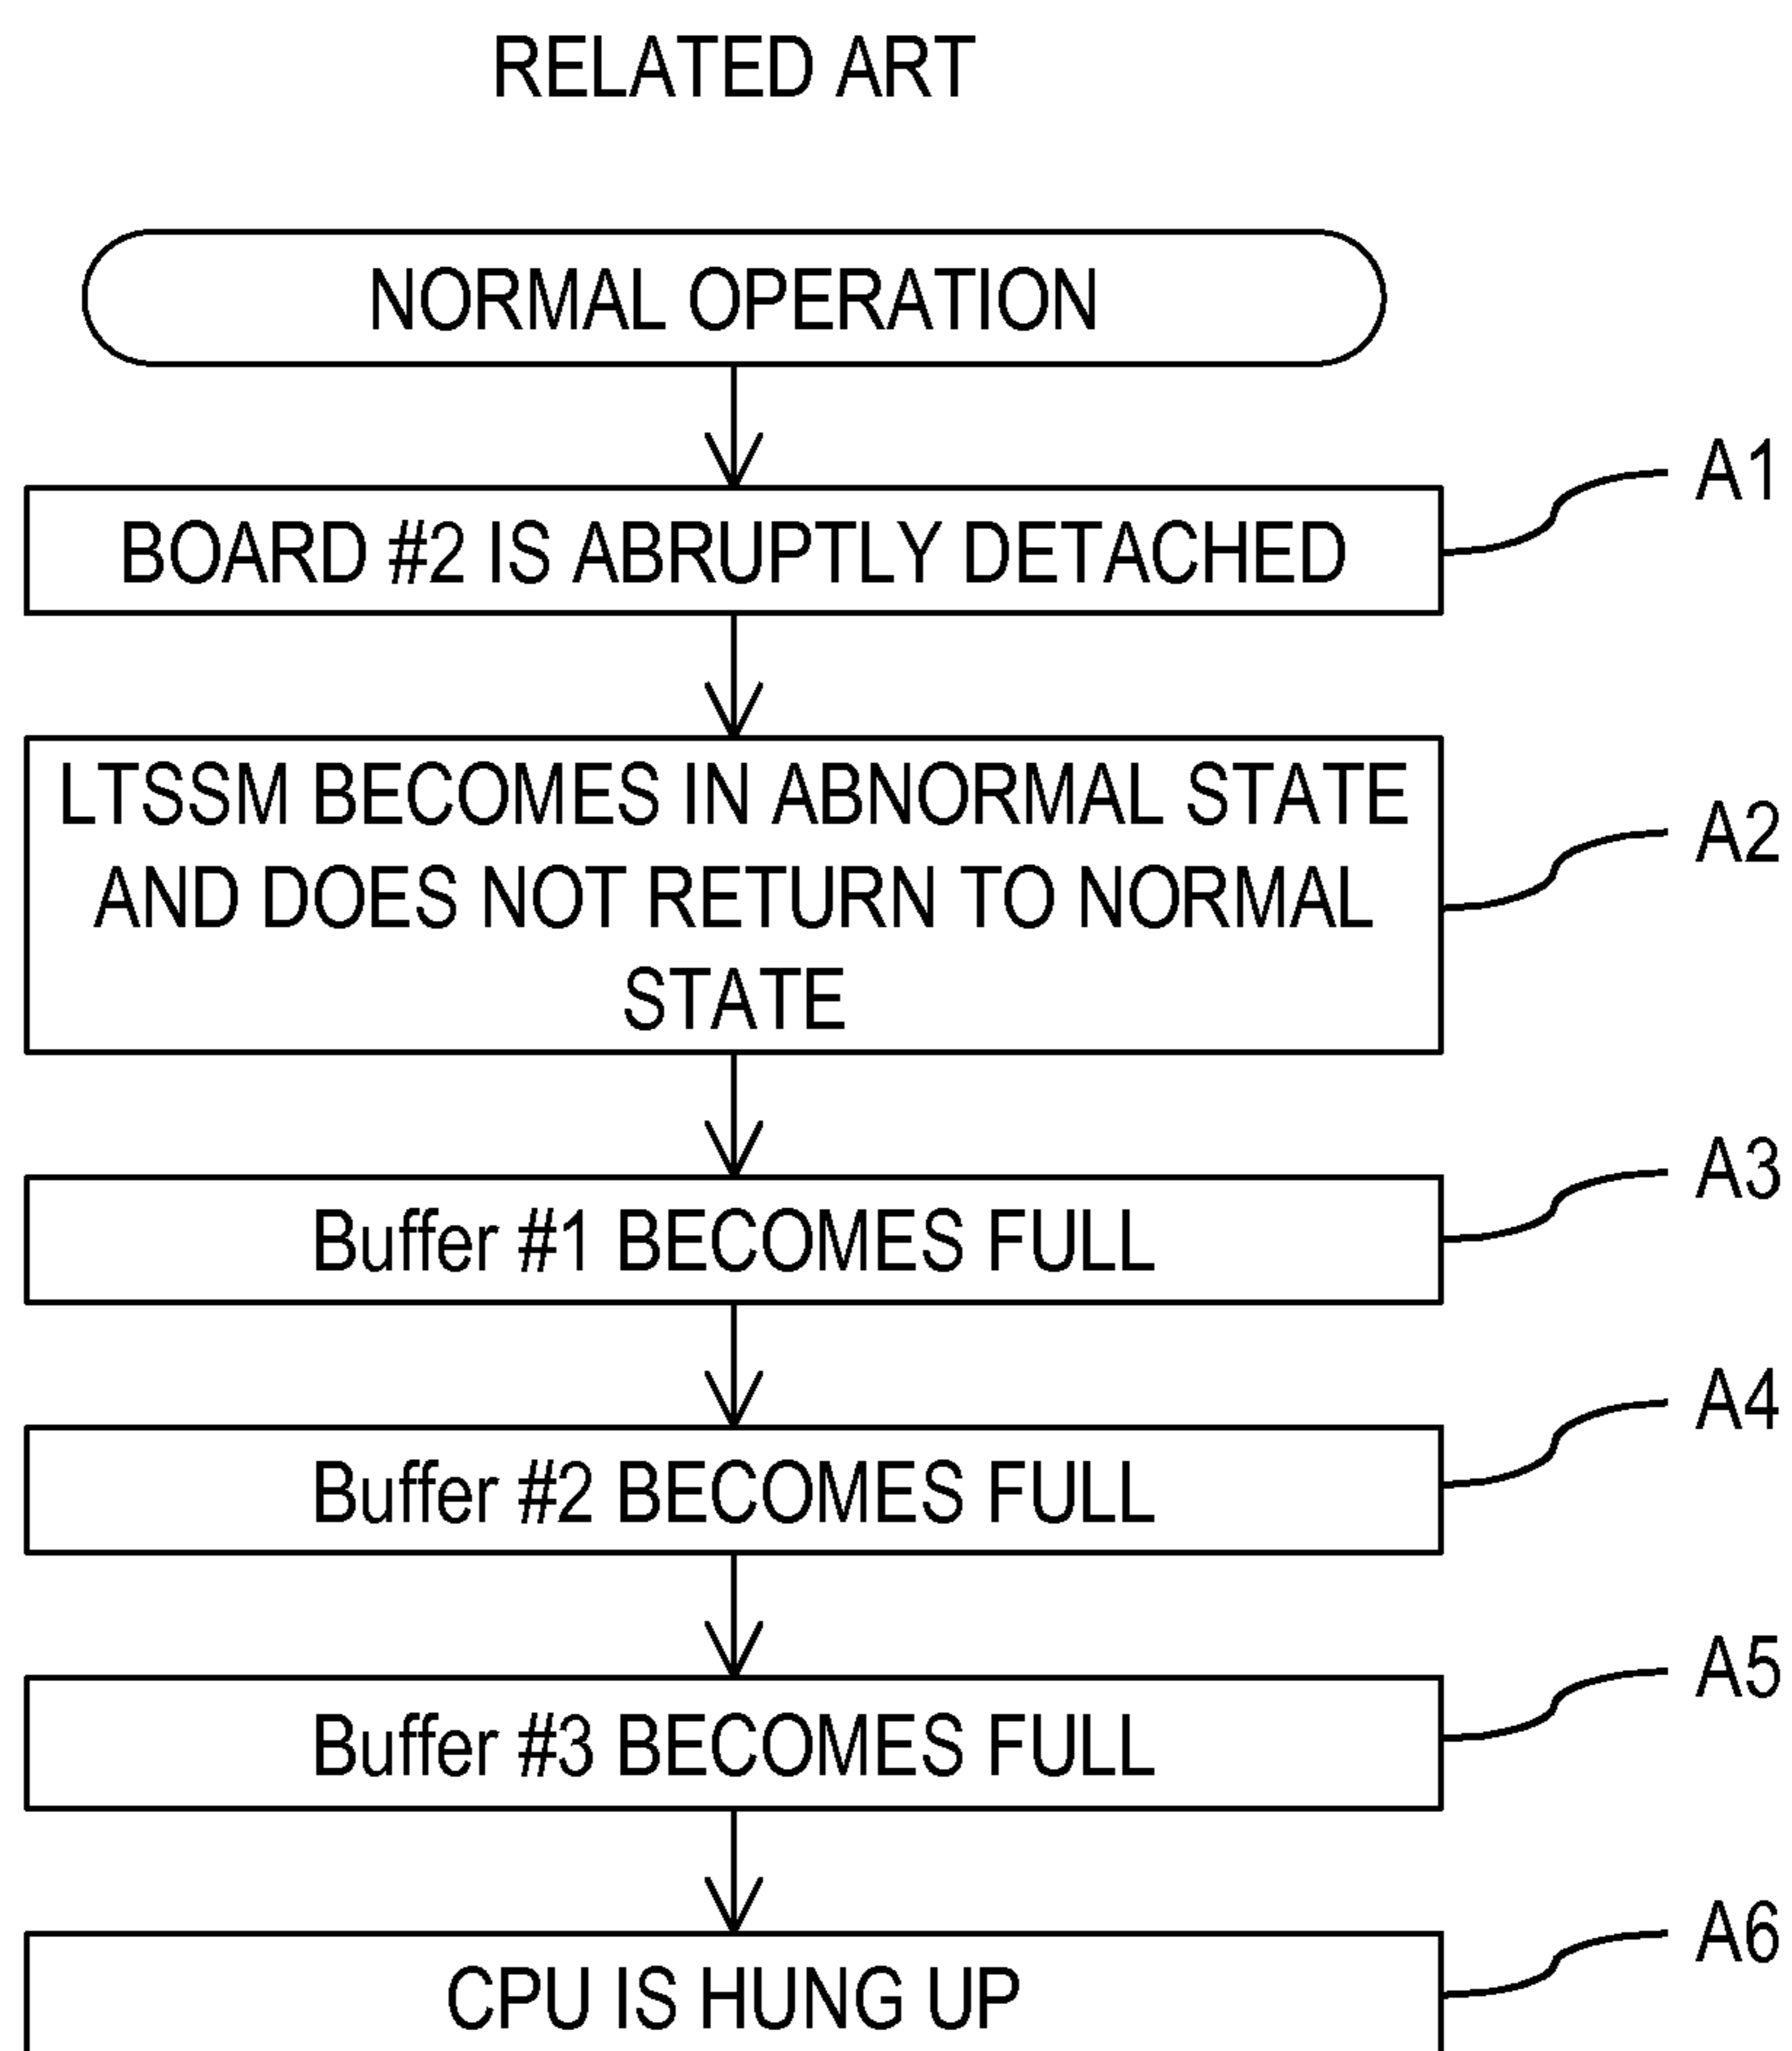 RELATED ART
NORMAL OPERATION
A1
BOARD #2 IS ABRUPTLY DETACHED
A2
LTSSM BECOMES IN ABNORMAL STATE
AND DOES NOT RETURN TO NORMAL
STATE
A3
Buffer #1 BECOMES FULL
A4
Buffer #2 BECOMES FULL
A5
Buffer #3 BECOMES FULL
A6
CPU IS HUNG UP